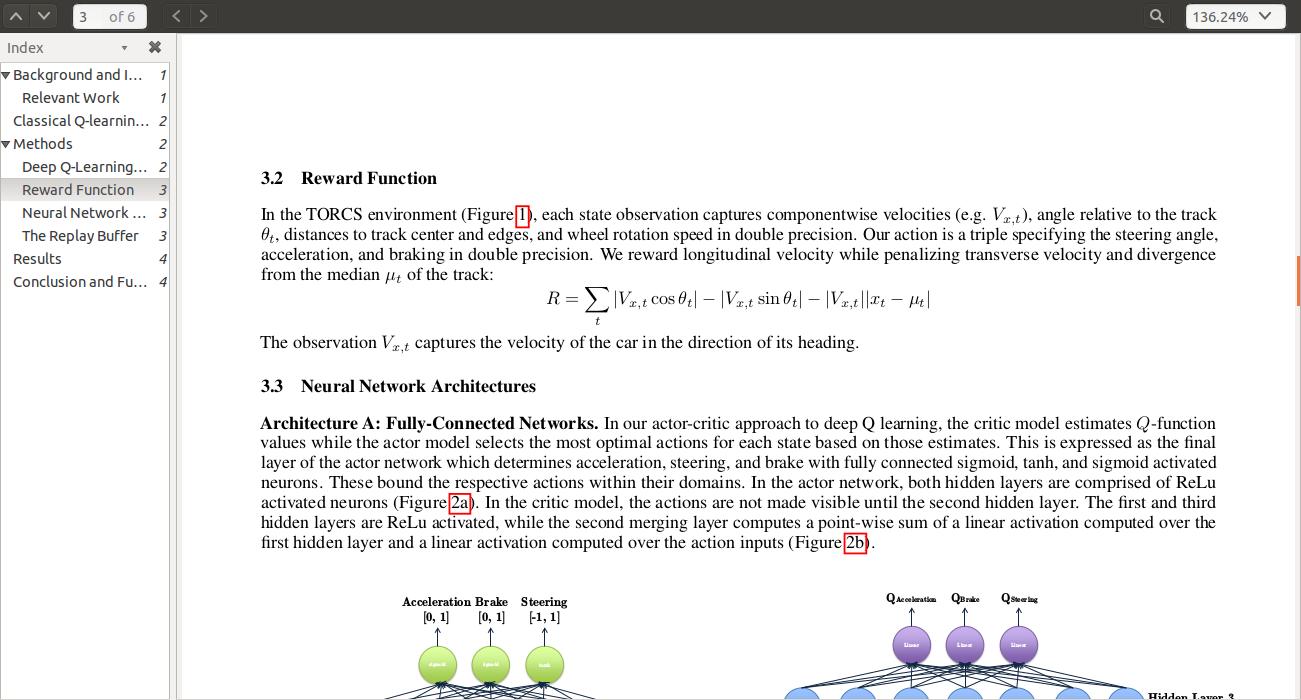 3 of 6
136.24%
Index
Background and I... 1
Relevant Work 1
Classical Q-learnin... 2
Methods 2
Deep Q-Learning... 2
Reward Function 3
Neural Network ... 3
The Replay Buffer 3
Results 4
Conclusion and Fu... 4
3.2 Reward Function
In the TORCS environment (Figure 1), each state observation captures componentwise velocities (e.g. V_{x,t}), angle relative to the track
θ_t, distances to track center and edges, and wheel rotation speed in double precision. Our action is a triple specifying the steering angle,
acceleration, and braking in double precision. We reward longitudinal velocity while penalizing transverse velocity and divergence
from the median μ_t of the track:
R = ∑_t |V_{x,t} cos θ_t| − |V_{x,t} sin θ_t| − |V_{x,t}||x_t − μ_t|
The observation V_{x,t} captures the velocity of the car in the direction of its heading.
3.3 Neural Network Architectures
Architecture A: Fully-Connected Networks. In our actor-critic approach to deep Q learning, the critic model estimates Q-function
values while the actor model selects the most optimal actions for each state based on those estimates. This is expressed as the final
layer of the actor network which determines acceleration, steering, and brake with fully connected sigmoid, tanh, and sigmoid activated
neurons. These bound the respective actions within their domains. In the actor network, both hidden layers are comprised of ReLu
activated neurons (Figure 2a). In the critic model, the actions are not made visible until the second hidden layer. The first and third
hidden layers are ReLu activated, while the second merging layer computes a point-wise sum of a linear activation computed over the
first hidden layer and a linear activation computed over the action inputs (Figure 2b).
Acceleration Brake Steering
[0, 1] [0, 1] [-1, 1]
sigmoid sigmoid tanh
Q Acceleration Q Brake Q Steering
Linear Linear Linear
Hidden Layer 3